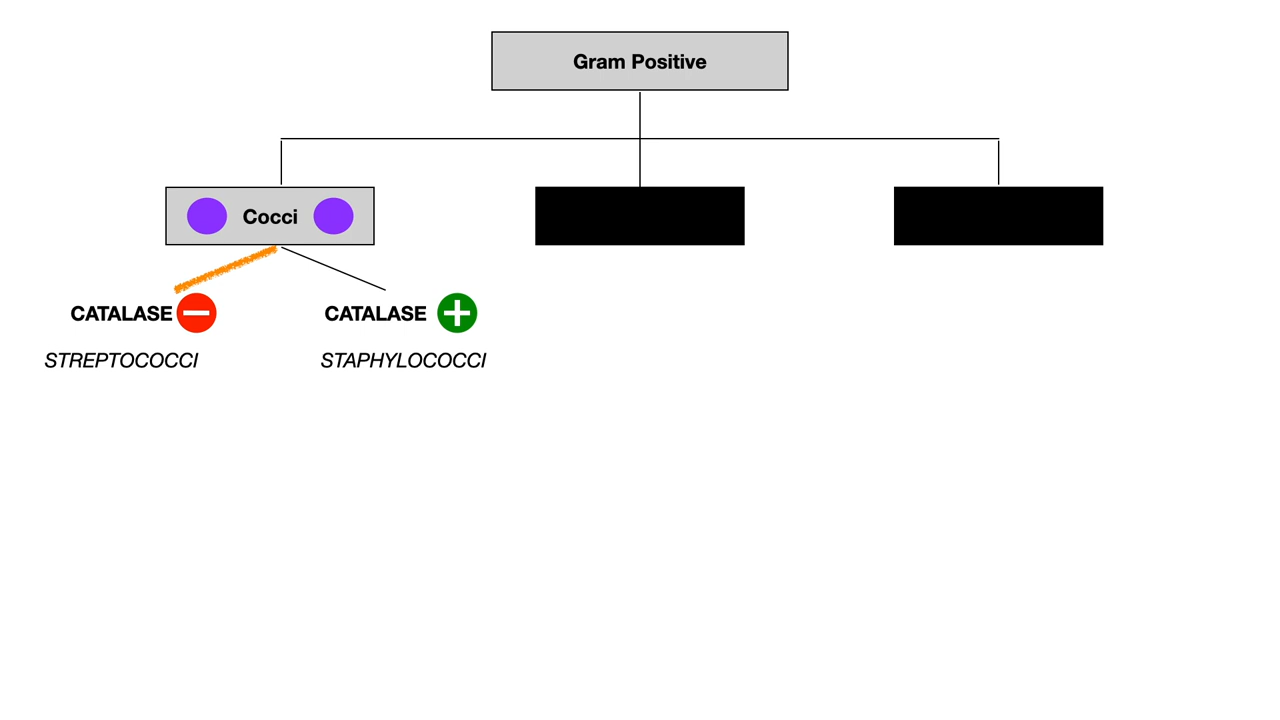 Gram Positive
Cocci
CATALASE
CATALASE
STREPTOCOCCI
STAPHYLOCOCCI